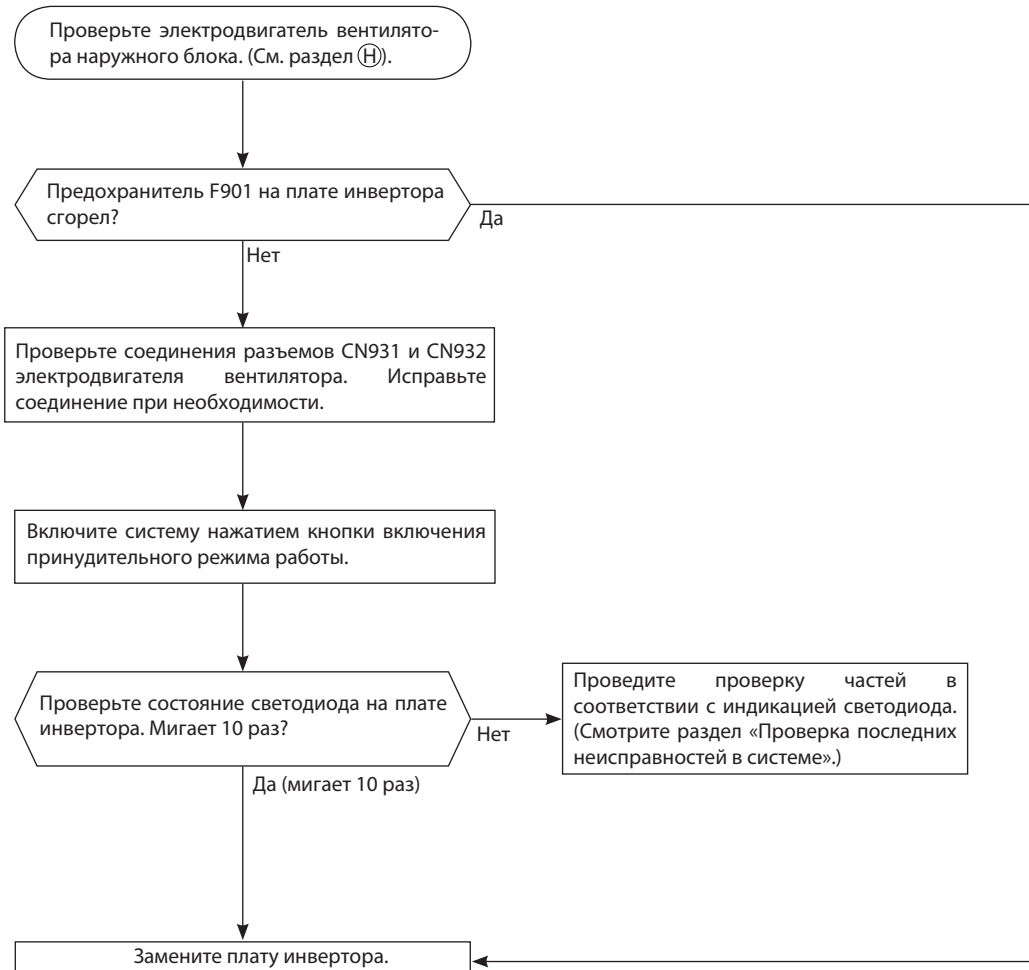 Проверьте электродвигатель вентилято-
ра наружного блока. (См. раздел Ⓗ).
Предохранитель F901 на плате инвертора
сгорел?
Да
Нет
Проверьте соединения разъемов CN931 и CN932
электродвигателя вентилятора. Исправьте
соединение при необходимости.
Включите систему нажатием кнопки включения
принудительного режима работы.
Проверьте состояние светодиода на плате
инвертора. Мигает 10 раз?
Нет
Проведите проверку частей в
соответствии с индикацией светодиода.
(Смотрите раздел «Проверка последних
неисправностей в системе».)
Да (мигает 10 раз)
Замените плату инвертора.